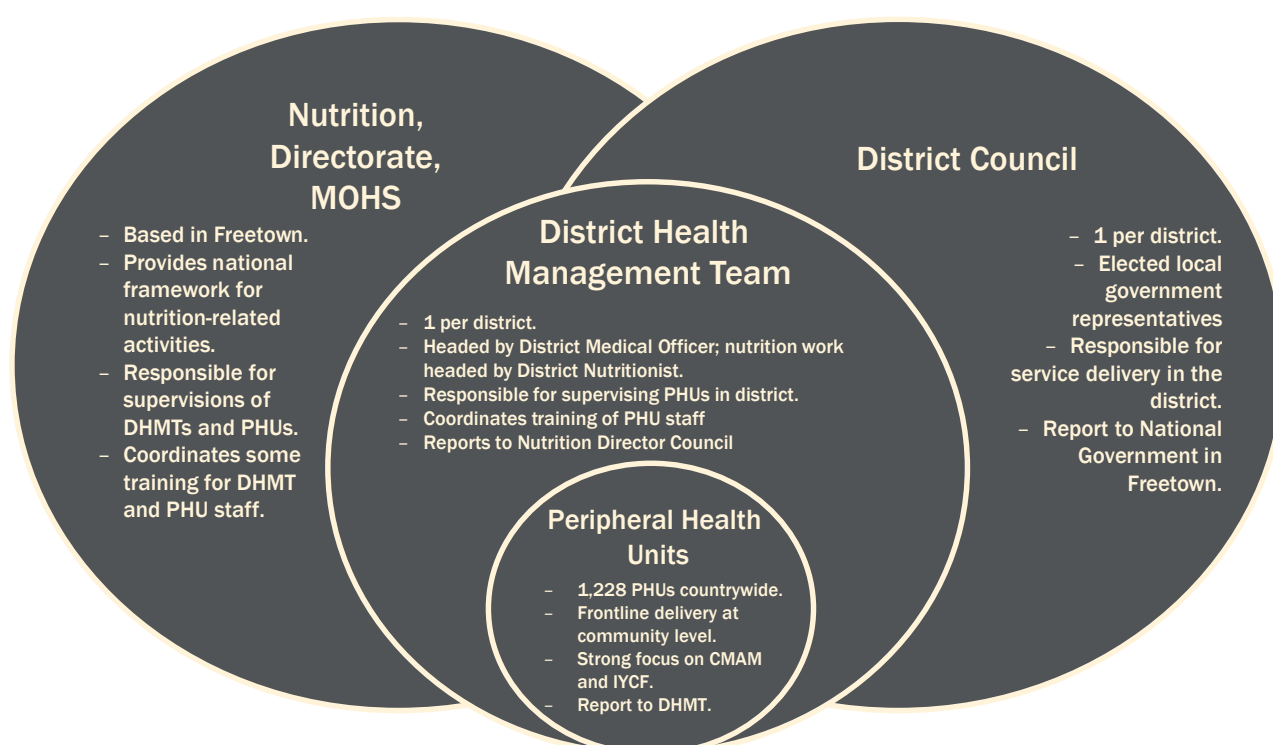 Nutrition,
Directorate,
MOHS
– Based in Freetown.
– Provides national
framework for
nutrition-related
activities.
– Responsible for
supervisions of
DHMTs and PHUs.
– Coordinates some
training for DHMT
and PHU staff.
District Health
Management Team
– 1 per district.
– Headed by District Medical Officer; nutrition work
headed by District Nutritionist.
– Responsible for supervising PHUs in district.
– Coordinates training of PHU staff
– Reports to Nutrition Director Council
Peripheral Health
Units
– 1,228 PHUs countrywide.
– Frontline delivery at
community level.
– Strong focus on CMAM
and IYCF.
– Report to DHMT.
District Council
– 1 per district.
– Elected local
government
representatives
– Responsible for
service delivery in the
district.
– Report to National
Government in
Freetown.